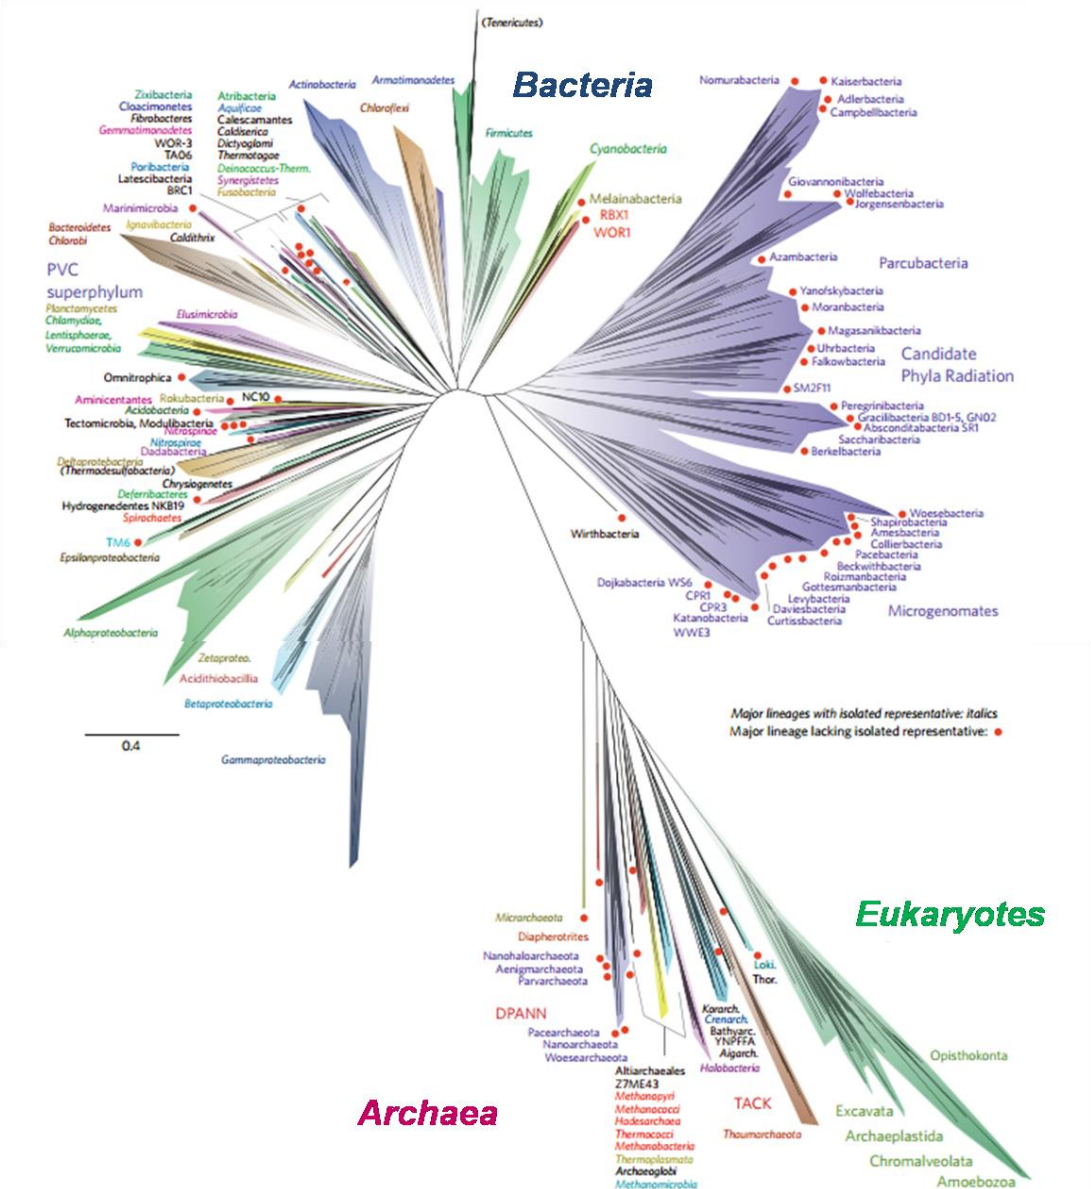 (Tenericutes)
Bacteria
Actinobacteria
Armatimonadetes
Chloroflexi
Firmicutes
Cyanobacteria
Melainabacteria
RBX1
WOR1
Zixibacteria
Cloacimonetes
Fibrobacteres
Gemmatimonadetes
WOR-3
TA06
Poribacteria
Latescibacteria
BRC1
Atribacteria
Aquificae
Calescamantes
Caldiserica
Dictyoglomi
Thermotogae
Deinococcus-Therm.
Synergistetes
Fusobacteria
Marinimicrobia
Bacteroidetes
Chlorobi
Ignavibacteria
Caldithrix
PVC
superphylum
Planctomycetes
Chlamydiae,
Lentisphaerae,
Verrucomicrobia
Elusimicrobia
Omnitrophica
Aminicentantes
Rokubacteria
NC10
Acidobacteria
Tectomicrobia, Modulibacteria
Nitrospinae
Nitrospirae
Dadabacteria
Deltaprotebacteria
(Thermodesulfobacteria)
Chrysiogenetes
Deferribacteres
Hydrogenedentes NKB19
Spirochaetes
TM6
Epsilonproteobacteria
Alphaproteobacteria
Zetaproteo.
Acidithiobacillia
Betaproteobacteria
0.4
Gammaproteobacteria
Nomurabacteria
Kaiserbacteria
Adlerbacteria
Campbellbacteria
Giovannonibacteria
Wolfebacteria
Jorgensenbacteria
Azambacteria
Parcubacteria
Yanofskybacteria
Moranbacteria
Magasanikbacteria
Uhrbacteria
Falkowbacteria
Candidate
Phyla Radiation
SM2F11
Peregrinibacteria
Gracilibacteria BD1-5, GN02
Absconditabacteria SR1
Saccharibacteria
Berkelbacteria
Woesebacteria
Shapirobacteria
Amesbacteria
Collierbacteria
Pacebacteria
Beckwithbacteria
Roizmanbacteria
Gottesmanbacteria
Levybacteria
Daviesbacteria
Curtissbacteria
Microgenomates
Wirthbacteria
Dojkabacteria WS6
CPR1
CPR3
Katanobacteria
WWE3
Major lineages with isolated representative: italics
Major lineage lacking isolated representative:
Micrarchaeota
Diapherotrites
Nanohaloarchaeota
Aenigmarchaeota
Parvarchaeota
DPANN
Pacearchaeota
Nanoarchaeota
Woesearchaeota
Archaea
Altiarchaeales
Z7ME43
Methanopyri
Methanococci
Hadesarchaea
Thermococci
Methanobacteria
Thermoplasmata
Archaeoglobi
Methanomicrobia
Halobacteria
Korarch.
Crenarch.
Bathyarc.
YNPFFA
Aigarch.
Loki.
Thor.
TACK
Thaumarchaeota
Eukaryotes
Opisthokonta
Excavata
Archaeplastida
Chromalveolata
Amoebozoa